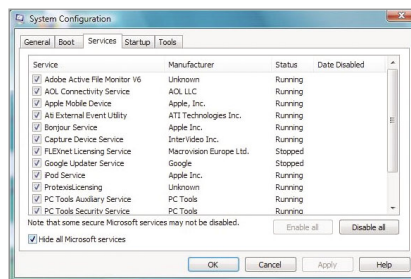 System Configuration
General Boot Services Startup Tools
Service Manufacturer Status Date Disabled
Adobe Active File Monitor V6 Unknown Running
AOL Connectivity Service AOL LLC Running
Apple Mobile Device Apple, Inc. Running
Ati External Event Utility ATI Technologies Inc. Running
Bonjour Service Apple Inc. Running
Capture Device Service InterVideo Inc. Running
FLEXnet Licensing Service Macrovision Europe Ltd. Stopped
Google Updater Service Google Stopped
iPod Service Apple Inc. Running
ProtexisLicensing Unknown Running
PC Tools Auxiliary Service PC Tools Running
PC Tools Security Service PC Tools Running
Note that some secure Microsoft services may not be disabled.
Enable all Disable all
Hide all Microsoft services
OK Cancel Apply Help